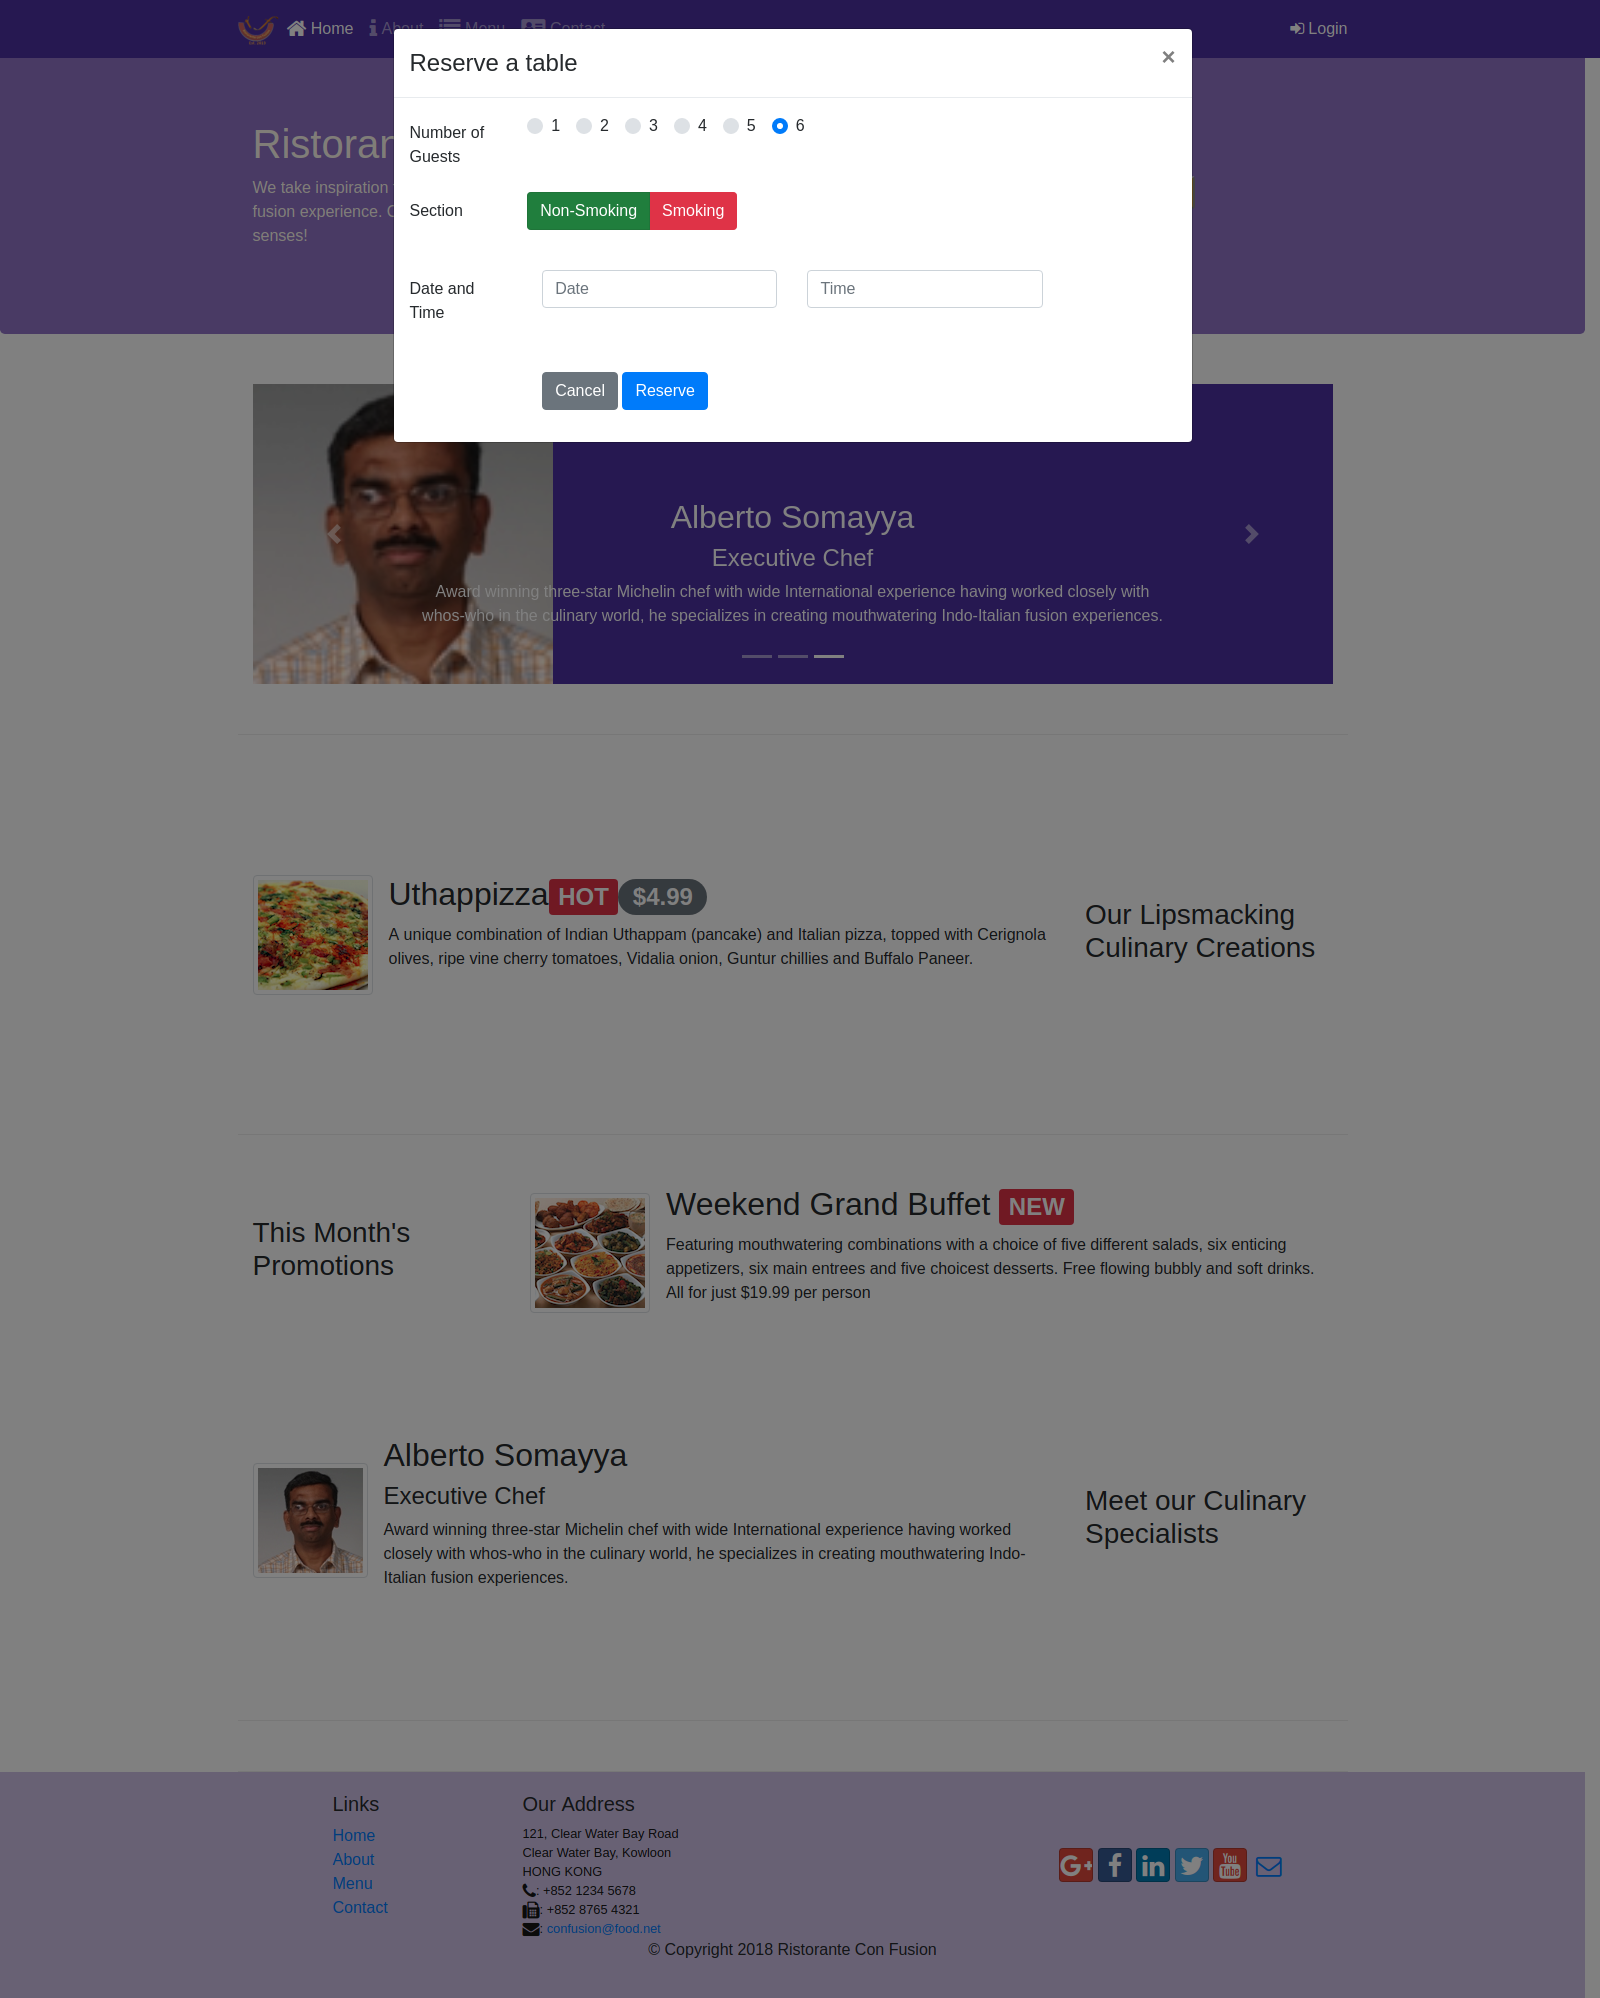 Home About Menu Contact Login
Reserve a table ×
Number of Guests
1 2 3 4 5 6
Section
Non-Smoking Smoking
Date and Time
Date Time
Cancel Reserve
We take inspiration
fusion experience.
senses!
Alberto Somayya
Executive Chef
Award winning three-star Michelin chef with wide International experience having worked closely with
whos-who in the culinary world, he specializes in creating mouthwatering Indo-Italian fusion experiences.
Uthappizza HOT $4.99
A unique combination of Indian Uthappam (pancake) and Italian pizza, topped with Cerignola
olives, ripe vine cherry tomatoes, Vidalia onion, Guntur chillies and Buffalo Paneer.
Our Lipsmacking
Culinary Creations
This Month's
Promotions
Weekend Grand Buffet NEW
Featuring mouthwatering combinations with a choice of five different salads, six enticing
appetizers, six main entrees and five choicest desserts. Free flowing bubbly and soft drinks.
All for just $19.99 per person
Alberto Somayya
Executive Chef
Award winning three-star Michelin chef with wide International experience having worked
closely with whos-who in the culinary world, he specializes in creating mouthwatering Indo-
Italian fusion experiences.
Meet our Culinary
Specialists
Links
Home
About
Menu
Contact
Our Address
121, Clear Water Bay Road
Clear Water Bay, Kowloon
HONG KONG
: +852 1234 5678
: +852 8765 4321
: confusion@food.net
You Tube
© Copyright 2018 Ristorante Con Fusion